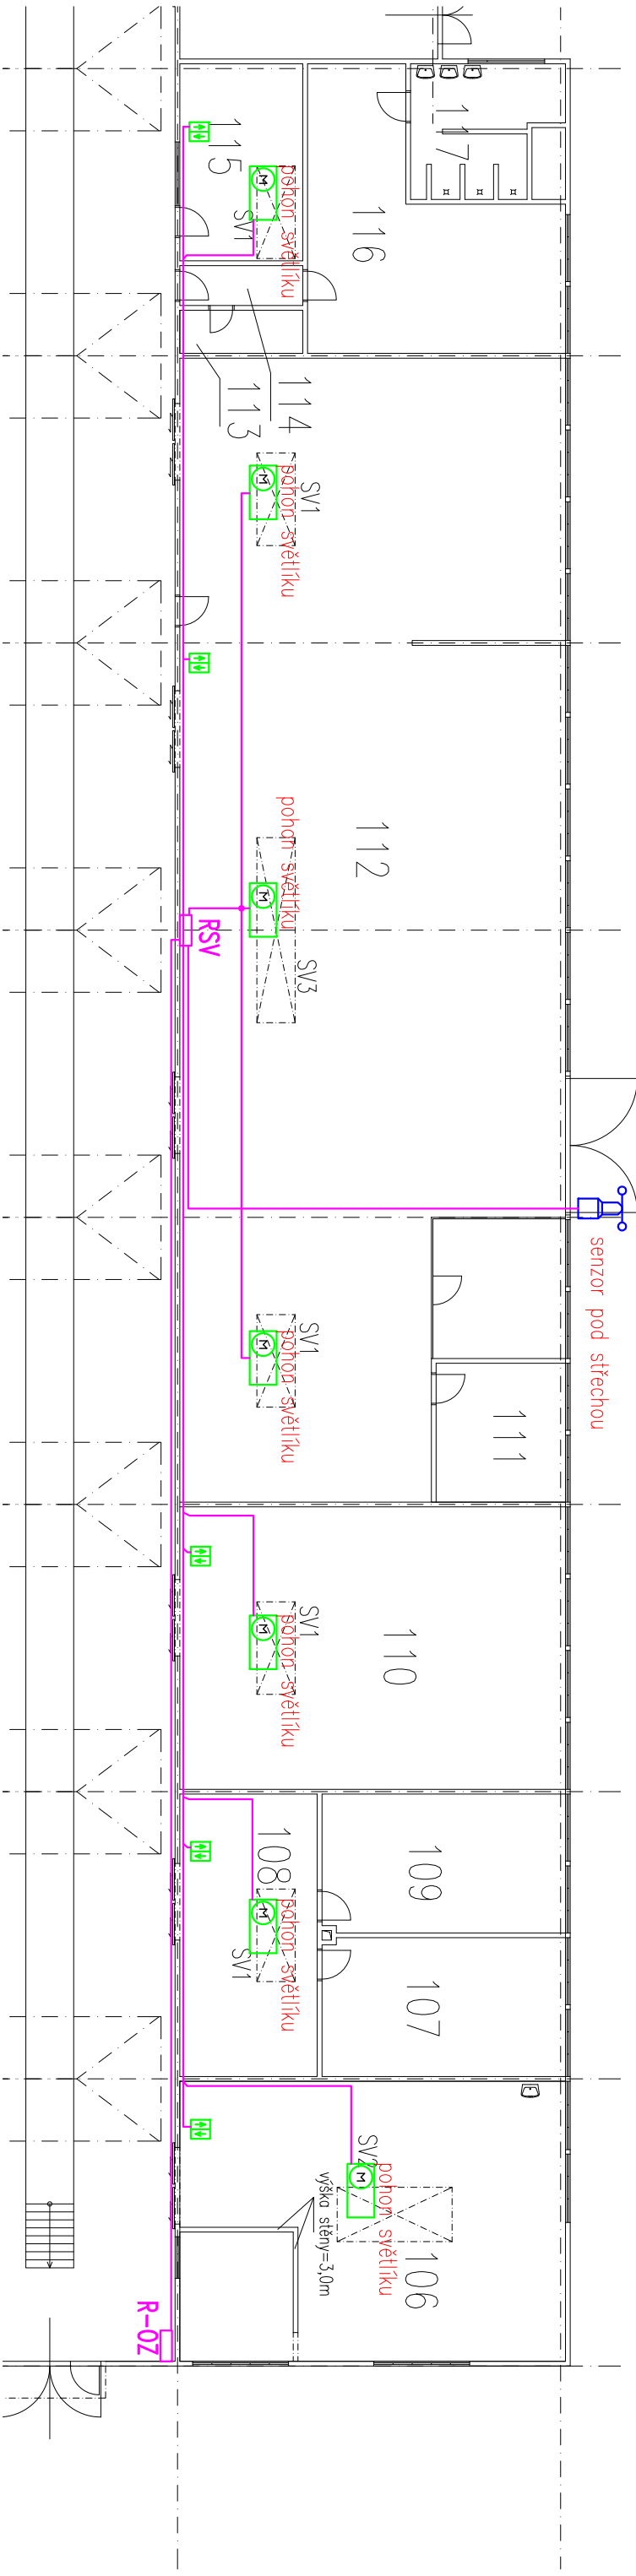 117
115
M
pohon světlíku
SV1
116
114
113
SV1
M
pohon světlíku
112
pohon světlíku
M
RSV
SV3
senzor pod střechou
SV1
M
pohon světlíku
111
SV1
M
pohon světlíku
110
108
M
pohon světlíku
SV1
109
107
SV2
M
pohon světlíku
106
výška stěny=3,0m
R-OZ